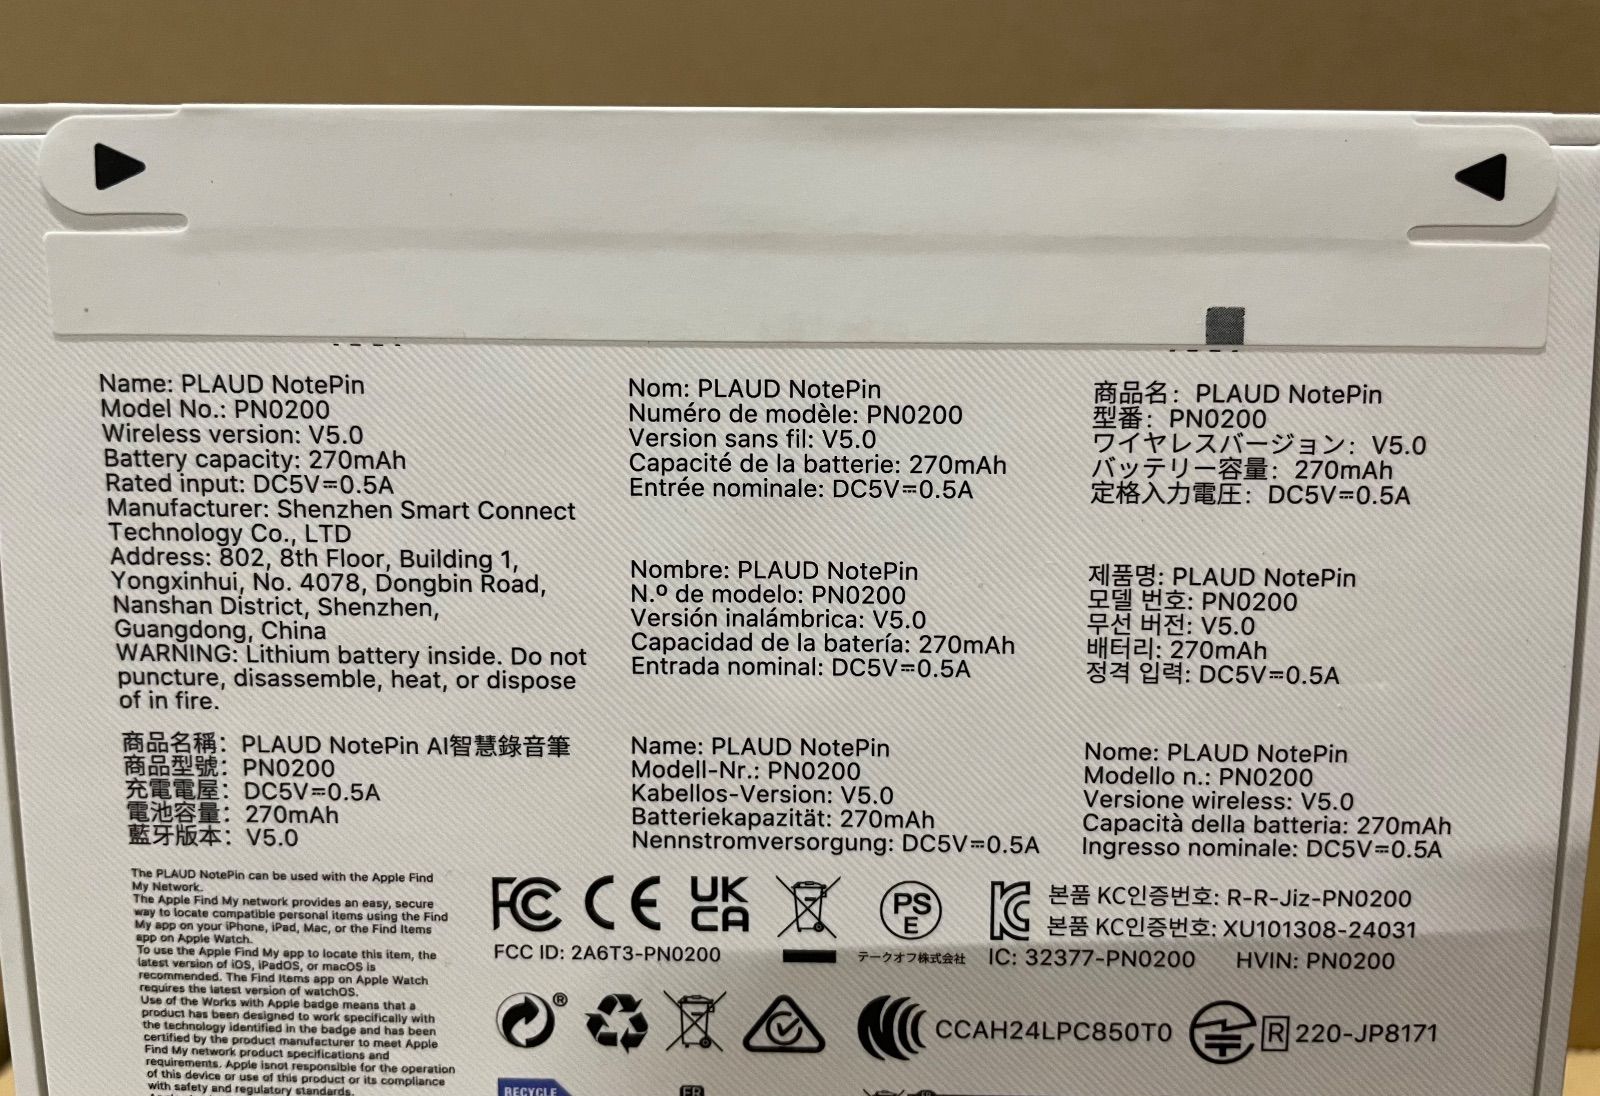 Name: PLAUD NotePin
Model No.: PN0200
Wireless version: V5.0
Battery capacity: 270mAh
Rated input: DC5V⎓0.5A
Manufacturer: Shenzhen Smart Connect
Technology Co., LTD
Address: 802, 8th Floor, Building 1,
Yongxinhui, No. 4078, Dongbin Road,
Nanshan District, Shenzhen,
Guangdong, China
WARNING: Lithium battery inside. Do not
puncture, disassemble, heat, or dispose
of in fire.
Nom: PLAUD NotePin
Numéro de modèle: PN0200
Version sans fil: V5.0
Capacité de la batterie: 270mAh
Entrée nominale: DC5V⎓0.5A
商品名: PLAUD NotePin
型番: PN0200
ワイヤレスバージョン: V5.0
バッテリー容量: 270mAh
定格入力電圧: DC5V⎓0.5A
Nombre: PLAUD NotePin
N.º de modelo: PN0200
Versión inalámbrica: V5.0
Capacidad de la batería: 270mAh
Entrada nominal: DC5V⎓0.5A
제품명: PLAUD NotePin
모델 번호: PN0200
무선 버전: V5.0
배터리: 270mAh
정격 입력: DC5V⎓0.5A
商品名稱: PLAUD NotePin AI智慧錄音筆
商品型號: PN0200
充電電屋: DC5V⎓0.5A
電池容量: 270mAh
藍牙版本: V5.0
Name: PLAUD NotePin
Modell-Nr.: PN0200
Kabellos-Version: V5.0
Batteriekapazität: 270mAh
Nennstromversorgung: DC5V⎓0.5A
Nome: PLAUD NotePin
Modello n.: PN0200
Versione wireless: V5.0
Capacità della batteria: 270mAh
Ingresso nominale: DC5V⎓0.5A
The PLAUD NotePin can be used with the Apple Find
My Network.
The Apple Find My network provides an easy, secure
way to locate compatible personal items using the Find
My app on your iPhone, iPad, Mac, or the Find Items
app on Apple Watch.
To use the Apple Find My app to locate this item, the
latest version of iOS, iPadOS, or macOS is
recommended. The Find Items app on Apple Watch
requires the latest version of watchOS.
Use of the Works with Apple badge means that a
product has been designed to work specifically with
the technology identified in the badge and has been
certified by the product manufacturer to meet Apple
Find My network product specifications and
requirements. Apple isnot responsible for the operation
of this device or use of this product or its compliance
with safety and regulatory standards.
FC CE UK CA PS E
FCC ID: 2A6T3-PN0200
テークオフ株式会社
KC 본품 KC인증번호: R-R-Jiz-PN0200
본품 KC인증번호: XU101308-24031
IC: 32377-PN0200 HVIN: PN0200
® CCAH24LPC850T0 R 220-JP8171
RECYCLE FR